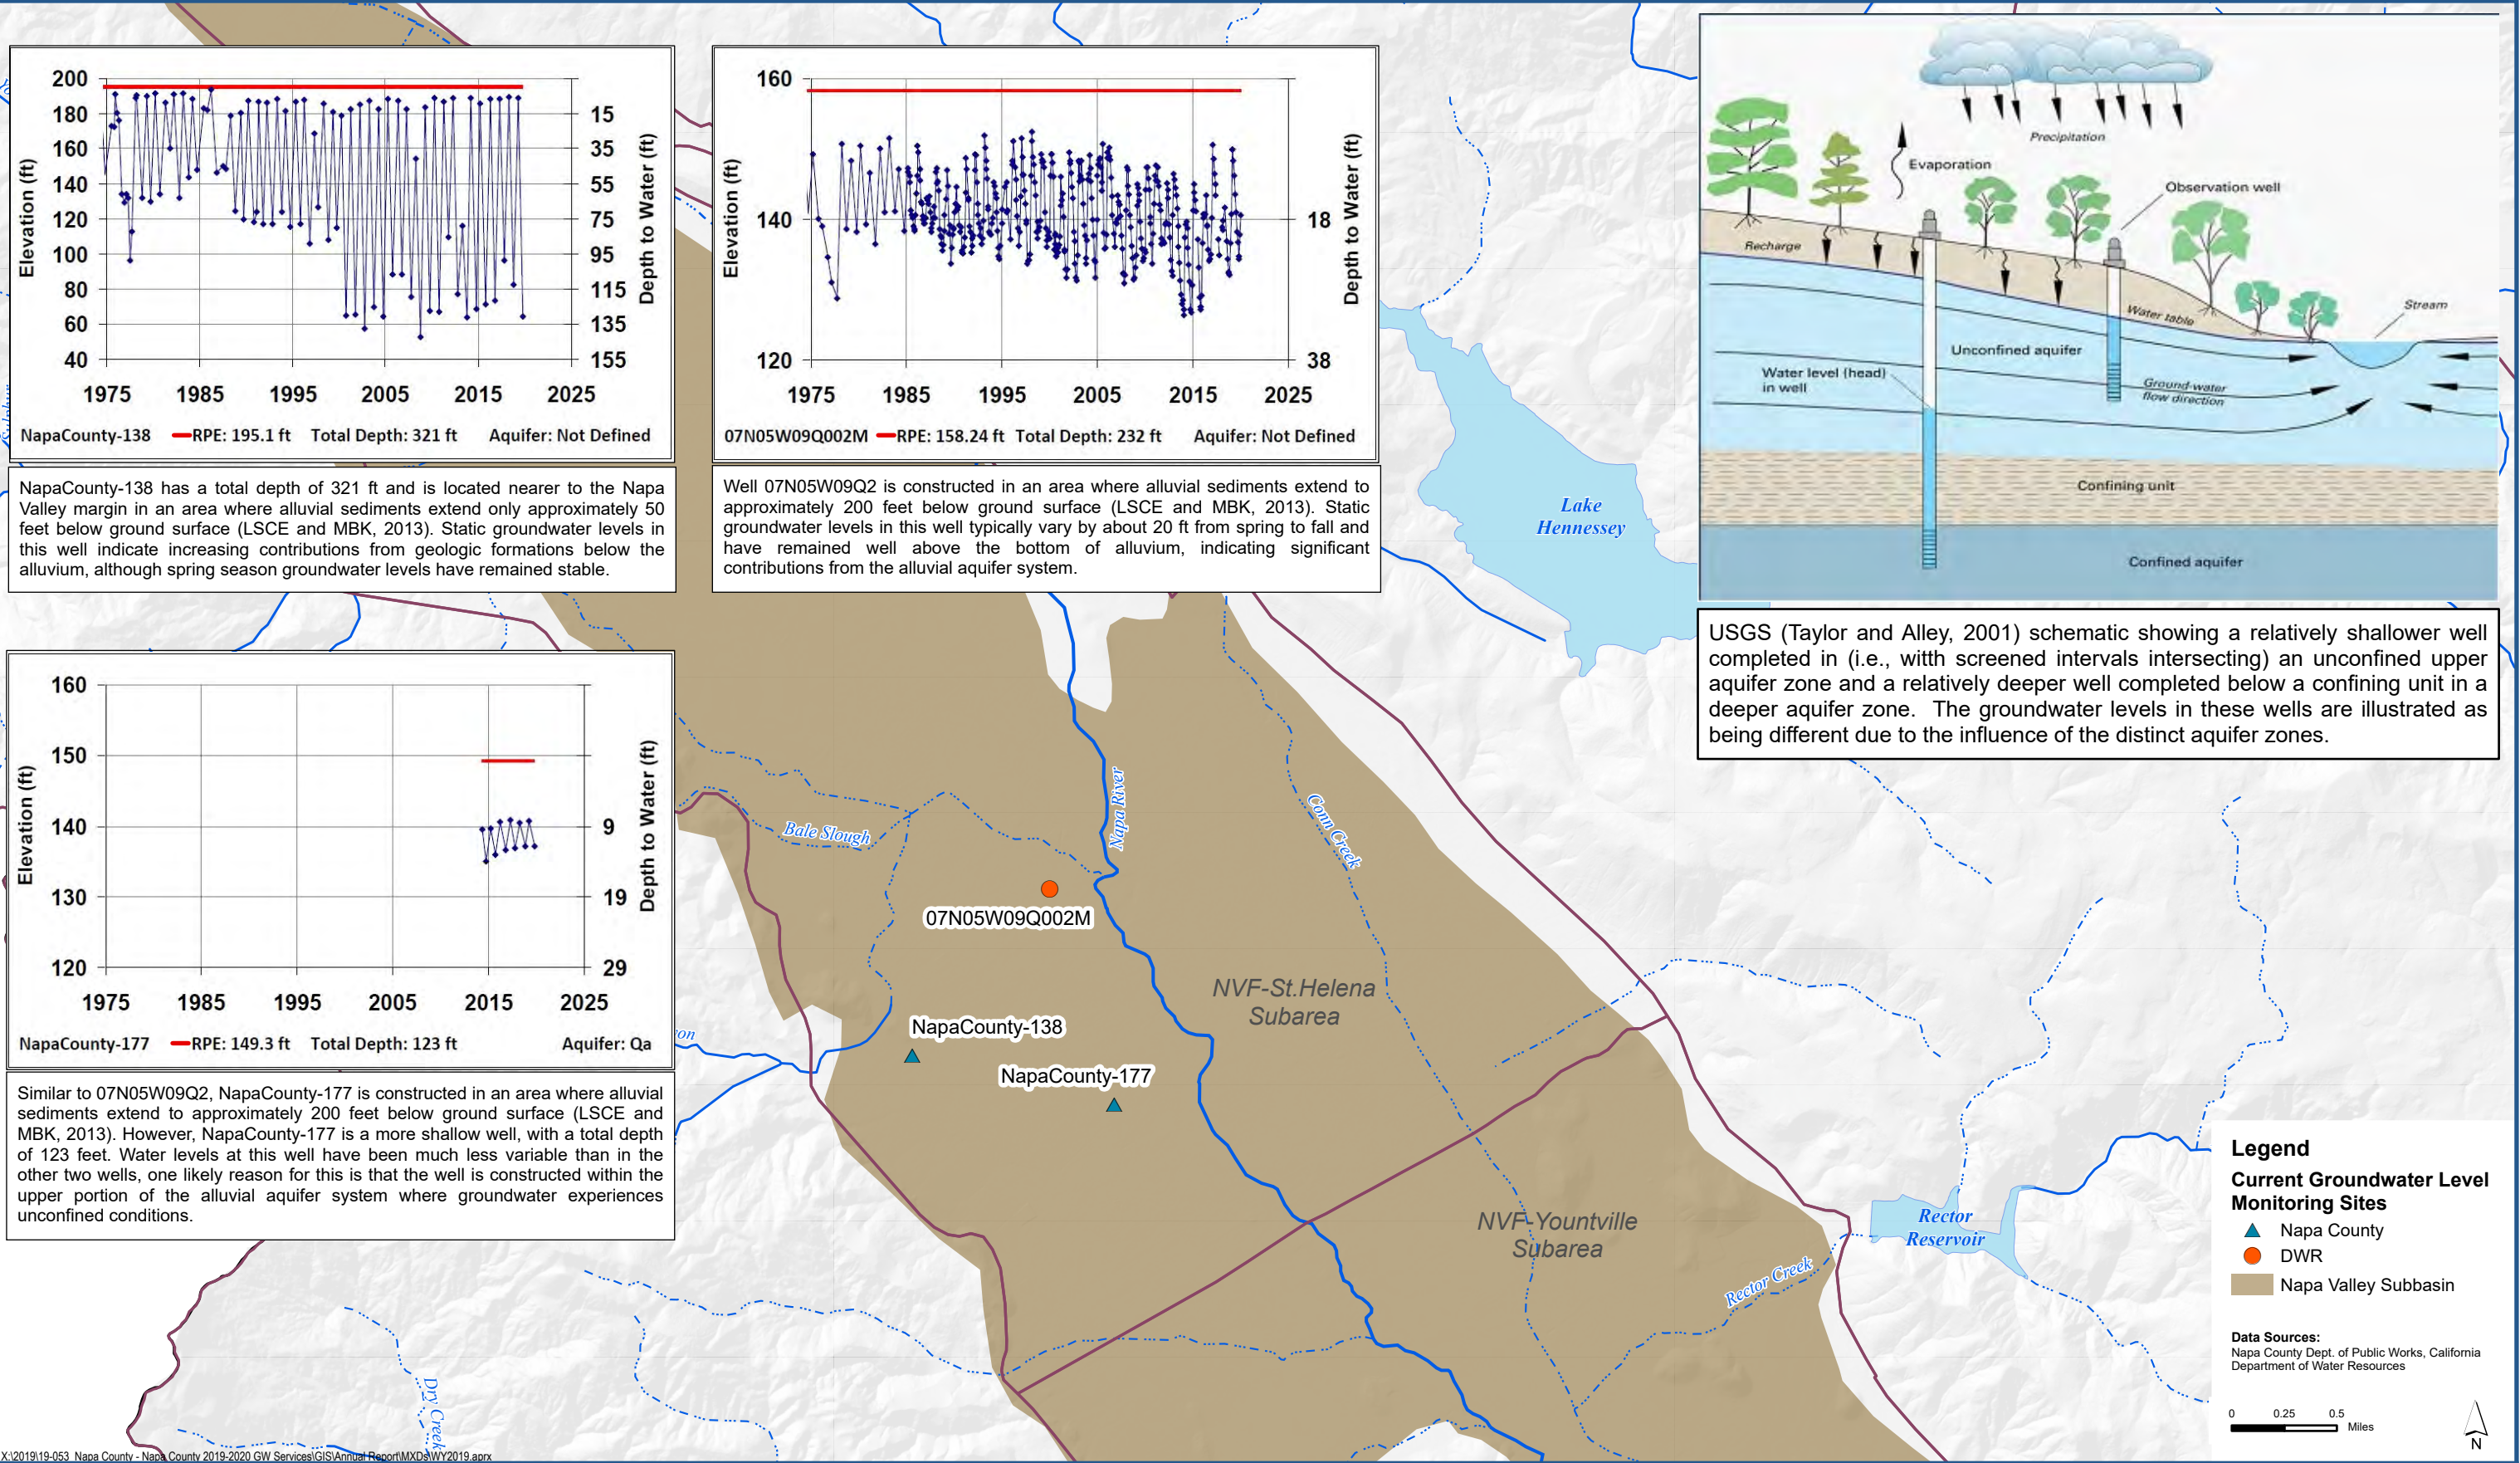 200
180
160
140
120
100
80
60
40
15
35
55
75
95
115
135
155
Elevation (ft)
Depth to Water (ft)
1975 1985 1995 2005 2015 2025
NapaCounty-138 RPE: 195.1 ft Total Depth: 321 ft Aquifer: Not Defined
NapaCounty-138 has a total depth of 321 ft and is located nearer to the Napa
Valley margin in an area where alluvial sediments extend only approximately 50
feet below ground surface (LSCE and MBK, 2013). Static groundwater levels in
this well indicate increasing contributions from geologic formations below the
alluvium, although spring season groundwater levels have remained stable.
160
140
120
18
38
Elevation (ft)
Depth to Water (ft)
1975 1985 1995 2005 2015 2025
07N05W09Q002M RPE: 158.24 ft Total Depth: 232 ft Aquifer: Not Defined
Well 07N05W09Q2 is constructed in an area where alluvial sediments extend to
approximately 200 feet below ground surface (LSCE and MBK, 2013). Static
groundwater levels in this well typically vary by about 20 ft from spring to fall and
have remained well above the bottom of alluvium, indicating significant
contributions from the alluvial aquifer system.
Precipitation
Evaporation
Observation well
Recharge
Stream
Water table
Unconfined aquifer
Water level (head)
in well
Ground-water
flow direction
Confining unit
Confined aquifer
USGS (Taylor and Alley, 2001) schematic showing a relatively shallower well
completed in (i.e., witth screened intervals intersecting) an unconfined upper
aquifer zone and a relatively deeper well completed below a confining unit in a
deeper aquifer zone. The groundwater levels in these wells are illustrated as
being different due to the influence of the distinct aquifer zones.
160
150
140
130
120
9
19
29
Elevation (ft)
Depth to Water (ft)
1975 1985 1995 2005 2015 2025
NapaCounty-177 RPE: 149.3 ft Total Depth: 123 ft Aquifer: Qa
Similar to 07N05W09Q2, NapaCounty-177 is constructed in an area where alluvial
sediments extend to approximately 200 feet below ground surface (LSCE and
MBK, 2013). However, NapaCounty-177 is a more shallow well, with a total depth
of 123 feet. Water levels at this well have been much less variable than in the
other two wells, one likely reason for this is that the well is constructed within the
upper portion of the alluvial aquifer system where groundwater experiences
unconfined conditions.
Lake
Hennessey
Napa River
Conn Creek
Bale Slough
07N05W09Q002M
NVF-St.Helena
Subarea
NapaCounty-138
NapaCounty-177
on
NVF-Yountville
Subarea
Rector
Reservoir
Rector Creek
Dry Creek
Legend
Current Groundwater Level
Monitoring Sites
Napa County
DWR
Napa Valley Subbasin
Data Sources:
Napa County Dept. of Public Works, California
Department of Water Resources
0 0.25 0.5
Miles
N
X:\2019\19-053 Napa County - Napa County 2019-2020 GW Services\GIS\Annual Report\MXDs\WY2019.aprx